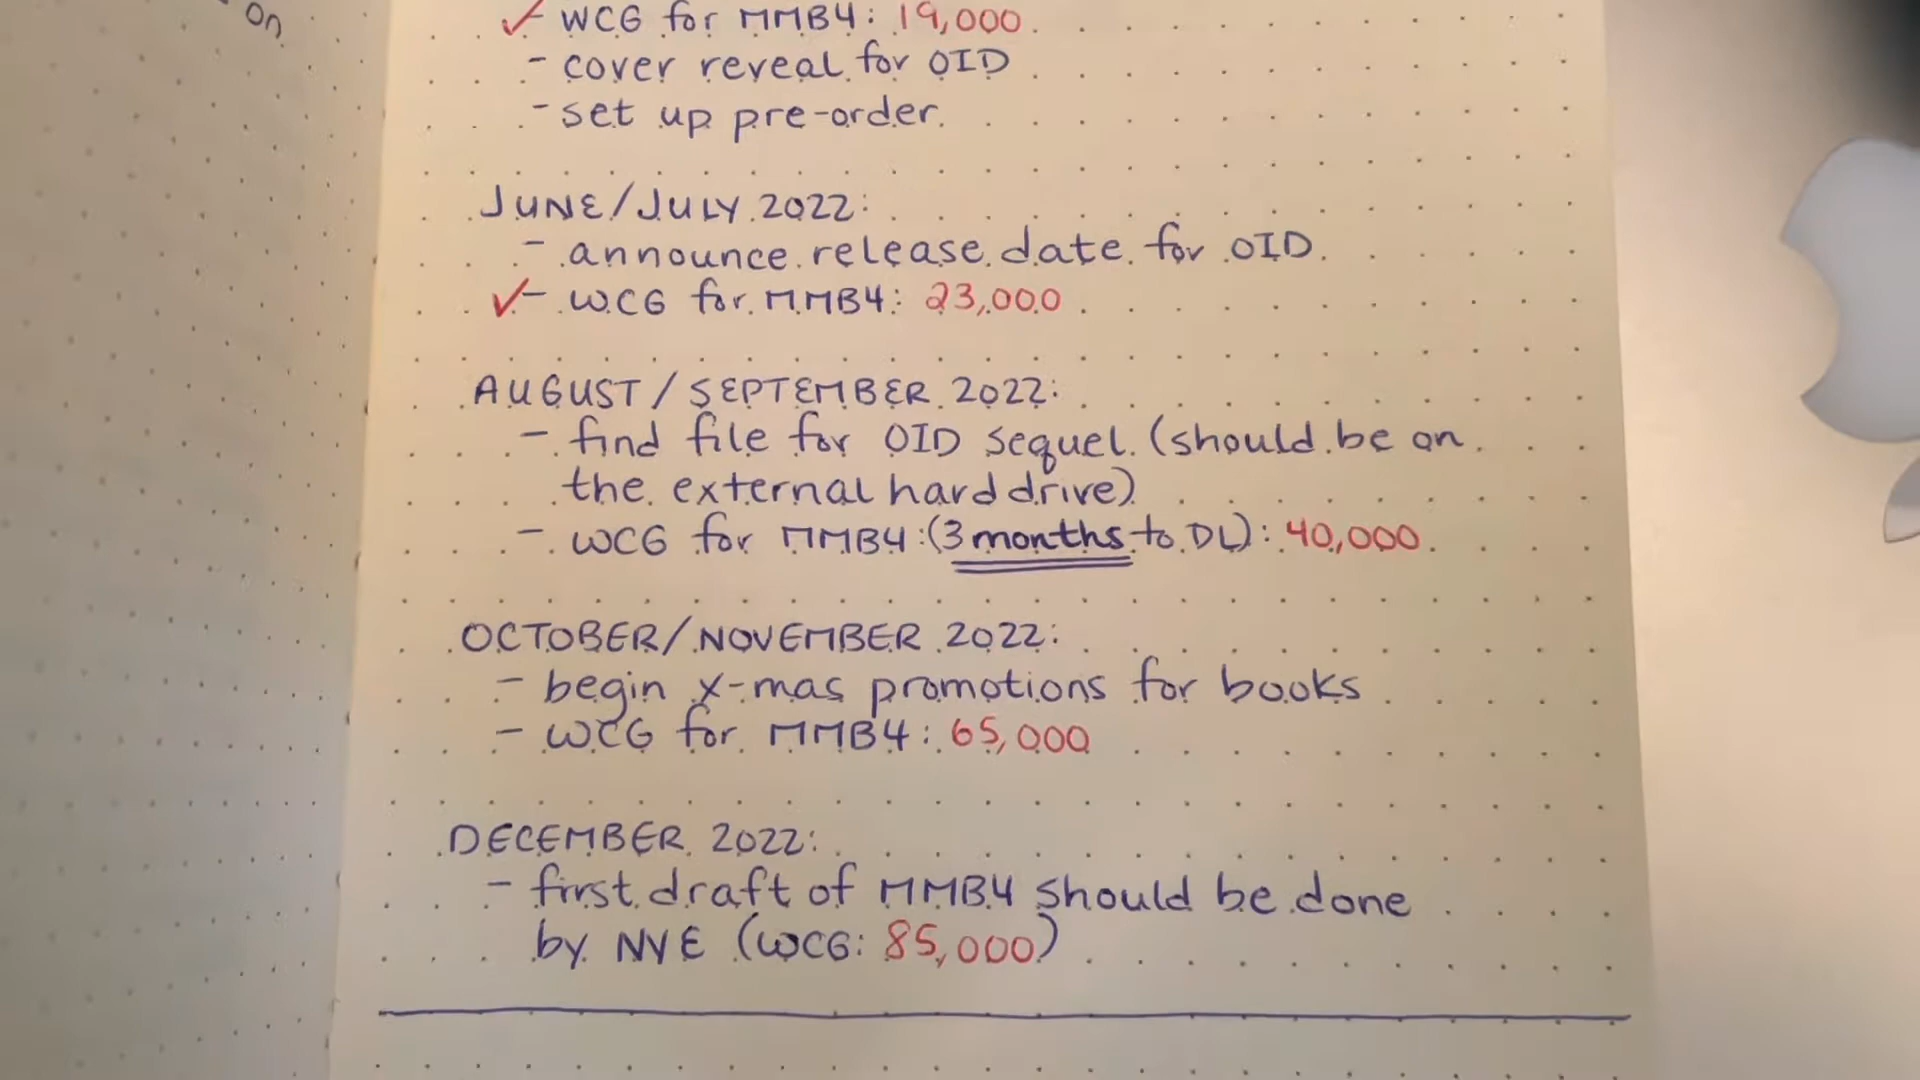 on
✓- WCG for MMB4: 19,000
- cover reveal for OID
- set up pre-order
JUNE/JULY 2022:
- announce release date for OID
✓- WCG for MMB4: 23,000
AUGUST/SEPTEMBER 2022:
- find file for OID sequel (should be on
the external hard drive)
- WCG for MMB4:(3 months to DL): 40,000
OCTOBER/NOVEMBER 2022:
- begin x-mas promotions for books
- WCG for MMB4: 65,000
DECEMBER 2022:
- first draft of MMB4 should be done
by NYE (WCG: 85,000)